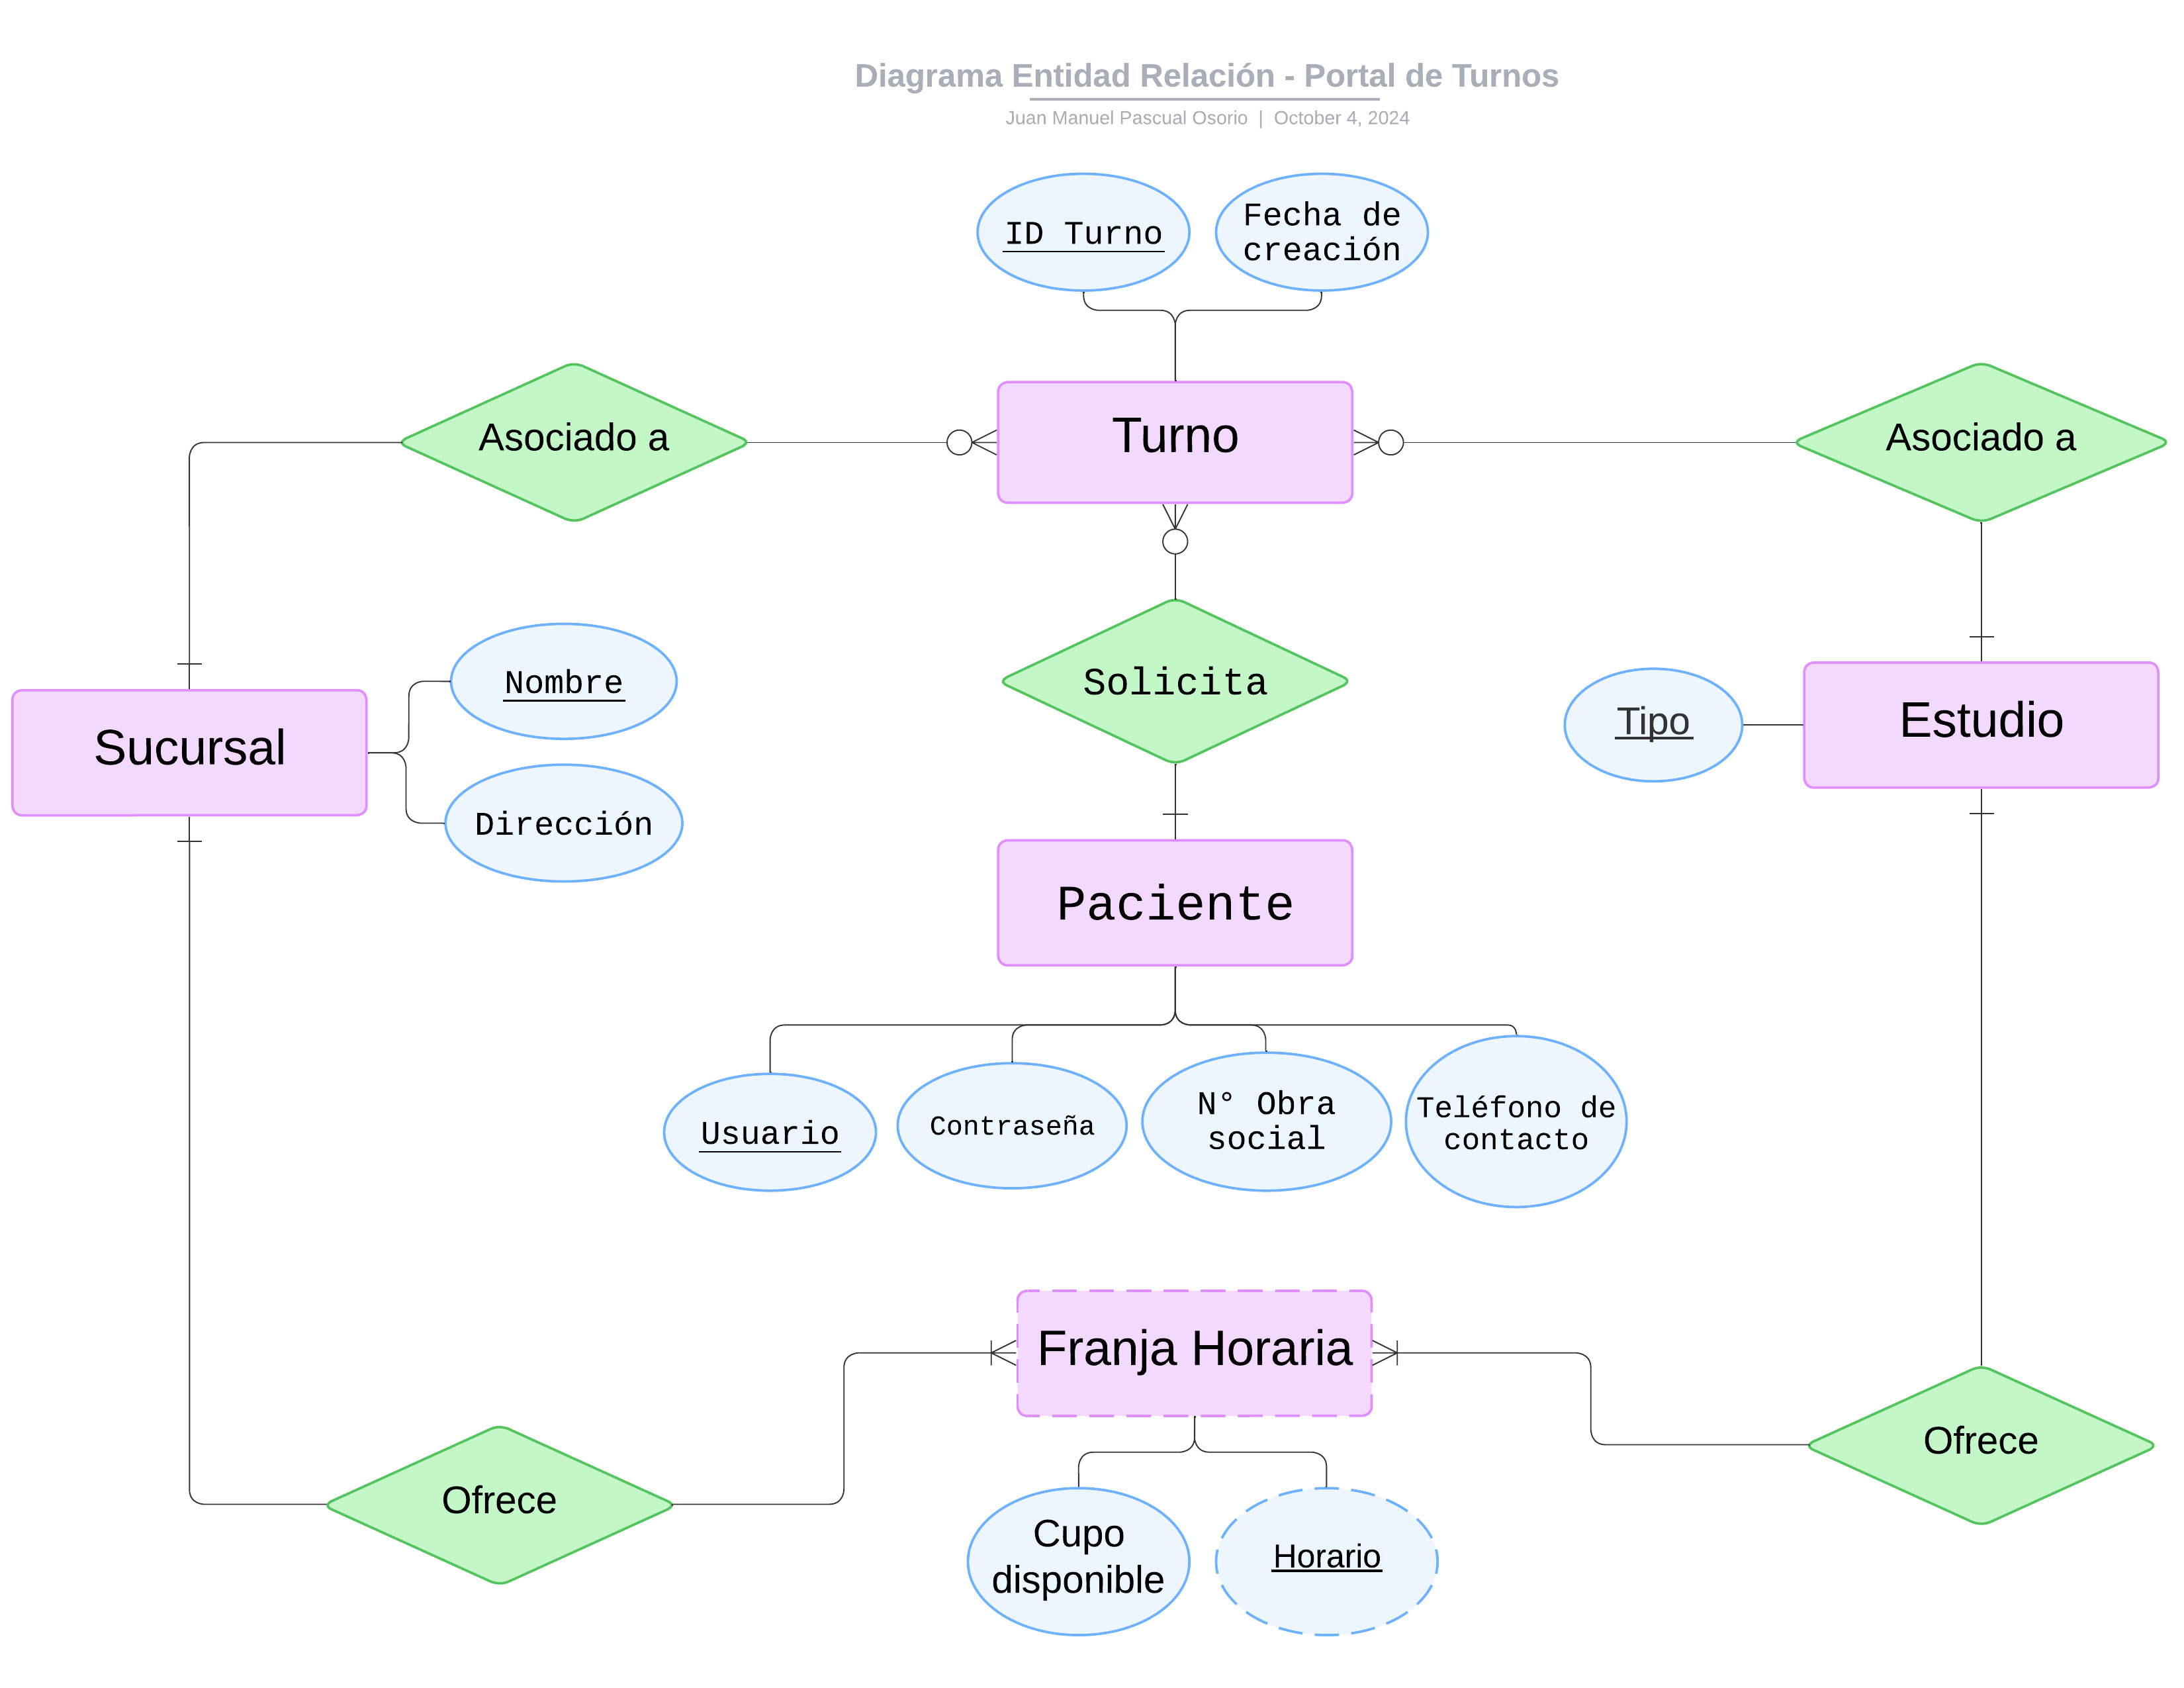 Diagrama Entidad Relación - Portal de Turnos
Juan Manuel Pascual Osorio | October 4, 2024
ID Turno
Fecha de
creación
Asociado a
Turno
Asociado a
Nombre
Solicita
Tipo
Estudio
Sucursal
Dirección
Paciente
Usuario
Contraseña
N° Obra
social
Teléfono de
contacto
Franja Horaria
Ofrece
Ofrece
Cupo
disponible
Horario